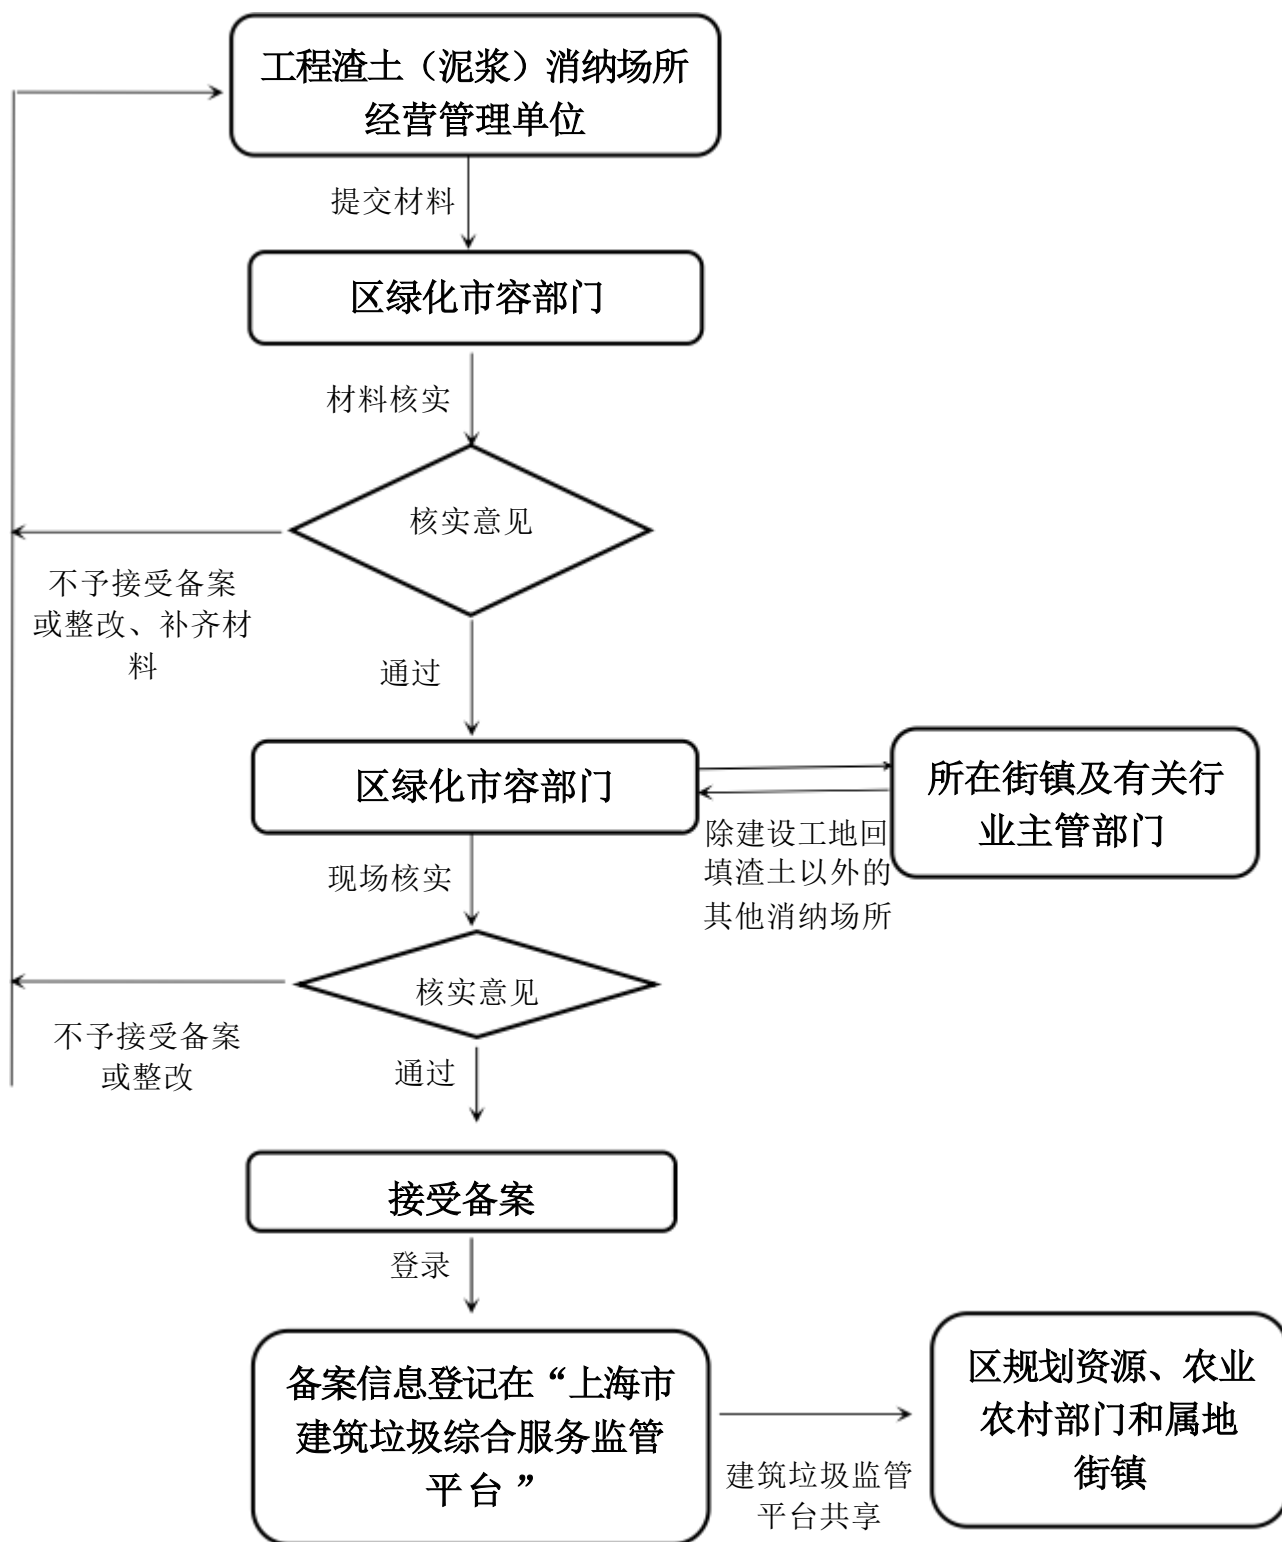 工程渣土（泥浆）消纳场所
经营管理单位
提交材料
区绿化市容部门
材料核实
核实意见
不予接受备案
或整改、补齐材
料
通过
区绿化市容部门
所在街镇及有关行
业主管部门
除建设工地回
填渣土以外的
其他消纳场所
现场核实
核实意见
不予接受备案
或整改
通过
接受备案
登录
备案信息登记在“上海市
建筑垃圾综合服务监管
平台”
建筑垃圾监管
平台共享
区规划资源、农业
农村部门和属地
街镇